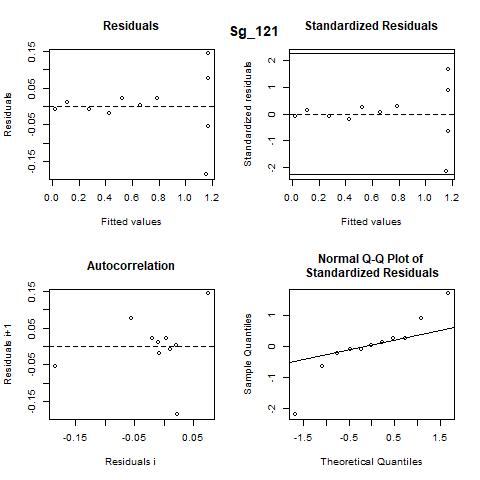 Sg_121
Residuals
Residuals
0.15
0.05
-0.05
-0.15
0.0 0.2 0.4 0.6 0.8 1.0 1.2
Fitted values
Standardized Residuals
Standardized residuals
2
1
0
-1
-2
0.0 0.2 0.4 0.6 0.8 1.0 1.2
Fitted values
Autocorrelation
Residuals i+1
0.15
0.05
-0.05
-0.15
-0.15 -0.05 0.05
Residuals i
Normal Q-Q Plot of
Standardized Residuals
Sample Quantiles
1
0
-1
-2
-1.5 -0.5 0.5 1.5
Theoretical Quantiles